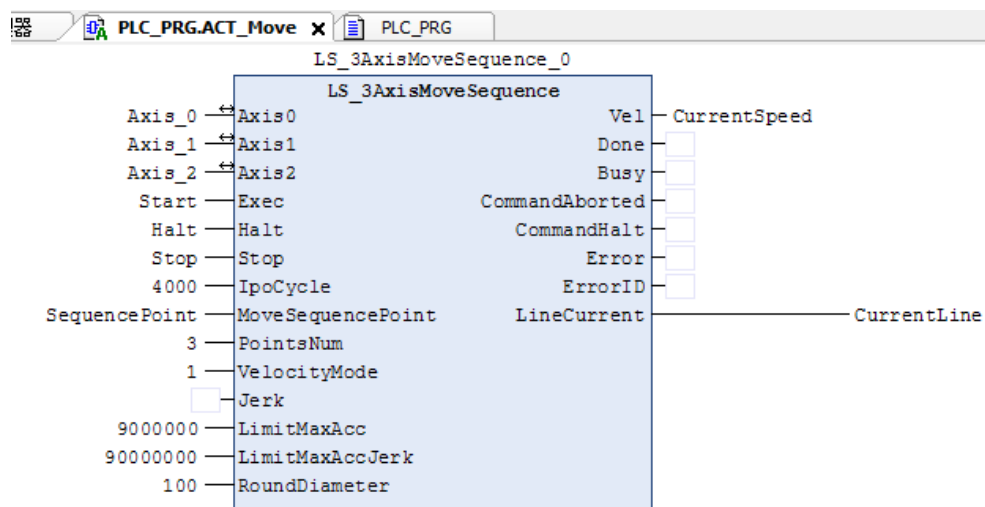 器 PLC_PRG.ACT_Move x PLC_PRG
LS_3AxisMoveSequence_0
LS_3AxisMoveSequence
Axis_0 Axis0 Vel CurrentSpeed
Axis_1 Axis1 Done
Axis_2 Axis2 Busy
Start Exec CommandAborted
Halt Halt CommandHalt
Stop Stop Error
4000 IpoCycle ErrorID
SequencePoint MoveSequencePoint LineCurrent CurrentLine
3 PointsNum
1 VelocityMode
Jerk
9000000 LimitMaxAcc
90000000 LimitMaxAccJerk
100 RoundDiameter